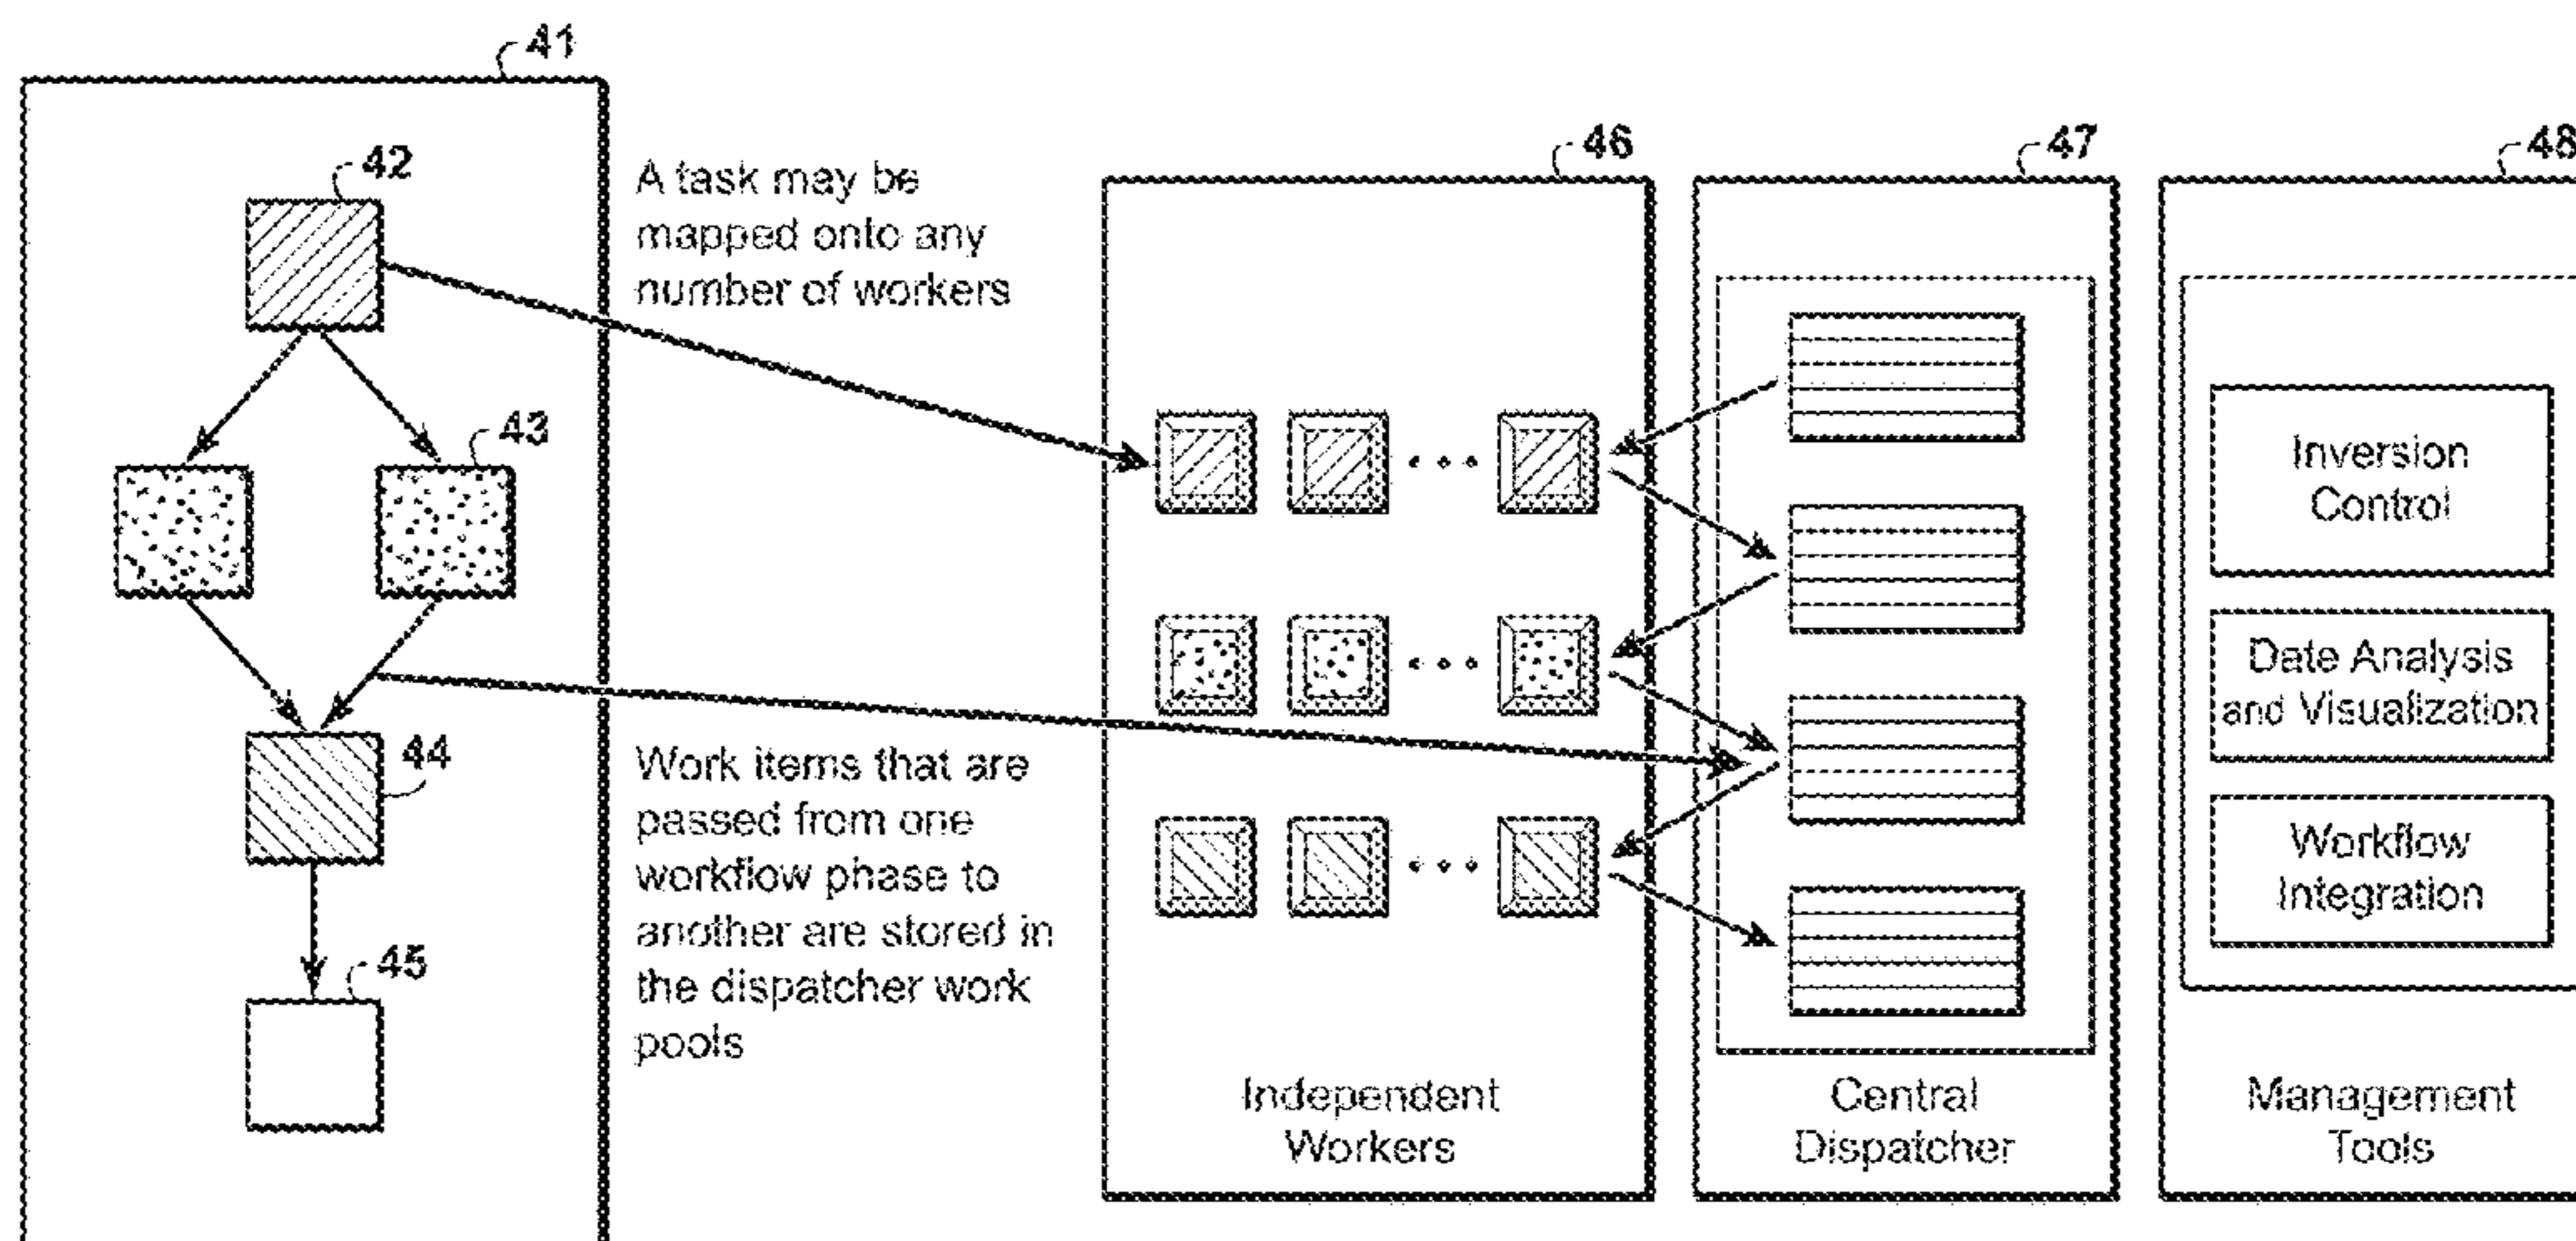 41
42
A task may be
mapped onto any
number of workers
43
44
Work items that are
passed from one
workflow phase to
another are stored in
the dispatcher work
pools
45
46
Independent
Workers
47
Central
Dispatcher
48
Inversion
Control
Date Analysis
and Visualization
Workflow
Integration
Management
Tools